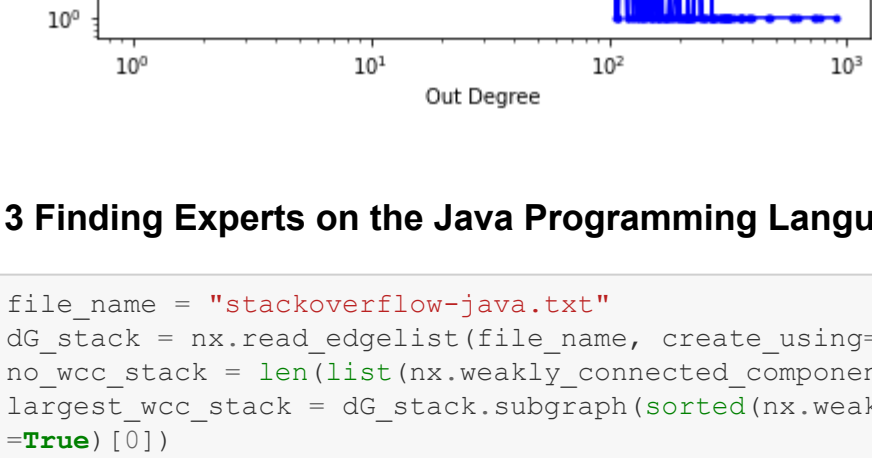 10⁰
10⁰ 10¹ 10² 10³
Out Degree
3 Finding Experts on the Java Programming
file_name = "stackoverflow-java.txt"
dG_stack = nx.read_edgelist(file_name, create_using=
no_wcc_stack = len(list(nx.weakly_connected_componen
largest_wcc_stack = dG_stack.subgraph(sorted(nx.weak
=True)[0])